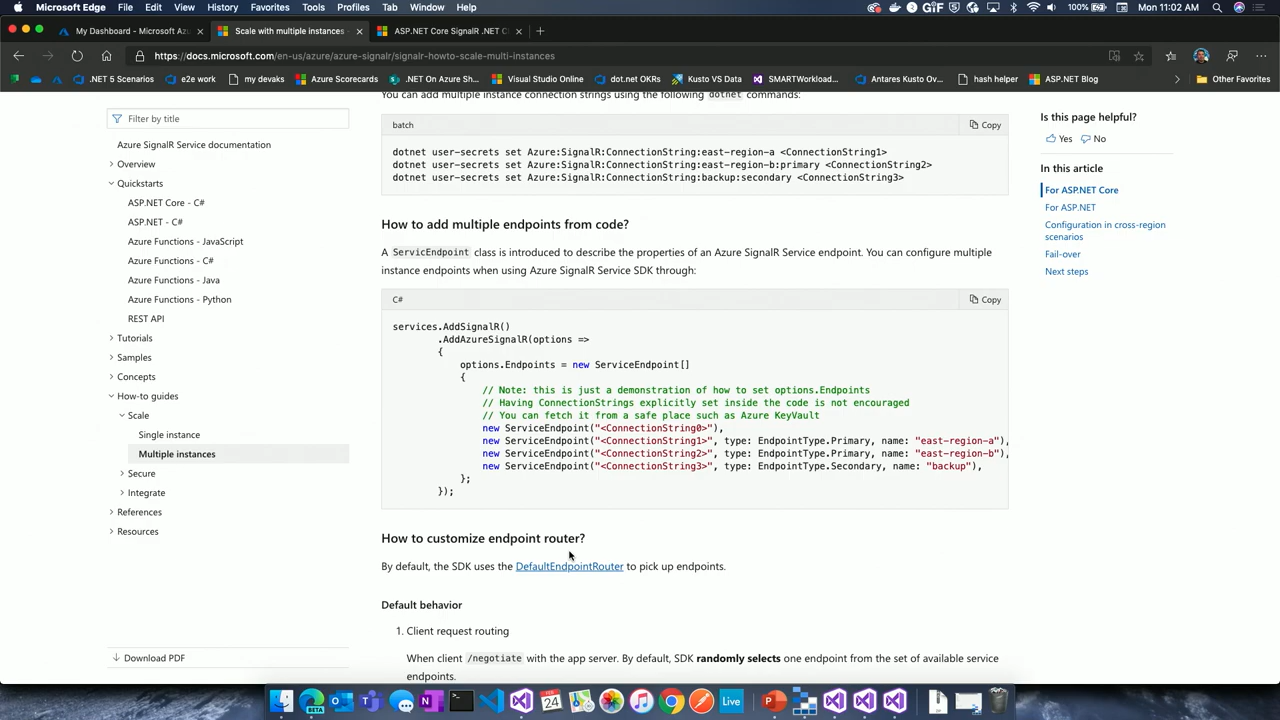 Microsoft Edge File Edit View History Favorites Tools Profiles Tab Window Help
GiF 100% Mon 11:02 AM
My Dashboard - Microsoft Az
Scale with multiple instances -
ASP.NET Core SignalR .NET C
https://docs.microsoft.com/en-us/azure/azure-signalr/signalr-howto-scale-multi-instances
.NET 5 Scenarios
e2e work
my devaks
Azure Scorecards
.NET On Azure Sh...
Visual Studio Online
dot.net OKRs
Kusto VS Data
SMARTWorkload...
Antares Kusto Ov...
hash helper
ASP.NET Blog
Other Favorites
Filter by title
Azure SignalR Service documentation
Overview
Quickstarts
ASP.NET Core - C#
ASP.NET - C#
Azure Functions - JavaScript
Azure Functions - C#
Azure Functions - Java
Azure Functions - Python
REST API
Tutorials
Samples
Concepts
How-to guides
Scale
Single instance
Multiple instances
Secure
Integrate
References
Resources
Download PDF
You can add multiple instance connection strings using the following dotnet commands:
batch
Copy
dotnet user-secrets set Azure:SignalR:ConnectionString:east-region-a <ConnectionString1>
dotnet user-secrets set Azure:SignalR:ConnectionString:east-region-b:primary <ConnectionString2>
dotnet user-secrets set Azure:SignalR:ConnectionString:backup:secondary <ConnectionString3>
How to add multiple endpoints from code?
A ServicEndpoint class is introduced to describe the properties of an Azure SignalR Service endpoint. You can configure multiple
instance endpoints when using Azure SignalR Service SDK through:
C#
Copy
services.AddSignalR()
.AddAzureSignalR(options =>
{
options.Endpoints = new ServiceEndpoint[]
{
// Note: this is just a demonstration of how to set options.Endpoints
// Having ConnectionStrings explicitly set inside the code is not encouraged
// You can fetch it from a safe place such as Azure KeyVault
new ServiceEndpoint("<ConnectionString0>"),
new ServiceEndpoint("<ConnectionString1>", type: EndpointType.Primary, name: "east-region-a"),
new ServiceEndpoint("<ConnectionString2>", type: EndpointType.Primary, name: "east-region-b"),
new ServiceEndpoint("<ConnectionString3>", type: EndpointType.Secondary, name: "backup"),
};
});
How to customize endpoint router?
By default, the SDK uses the DefaultEndpointRouter to pick up endpoints.
Default behavior
1. Client request routing
When client /negotiate with the app server. By default, SDK randomly selects one endpoint from the set of available service
endpoints.
Is this page helpful?
Yes No
In this article
For ASP.NET Core
For ASP.NET
Configuration in cross-region
scenarios
Fail-over
Next steps
BETA
24
Live